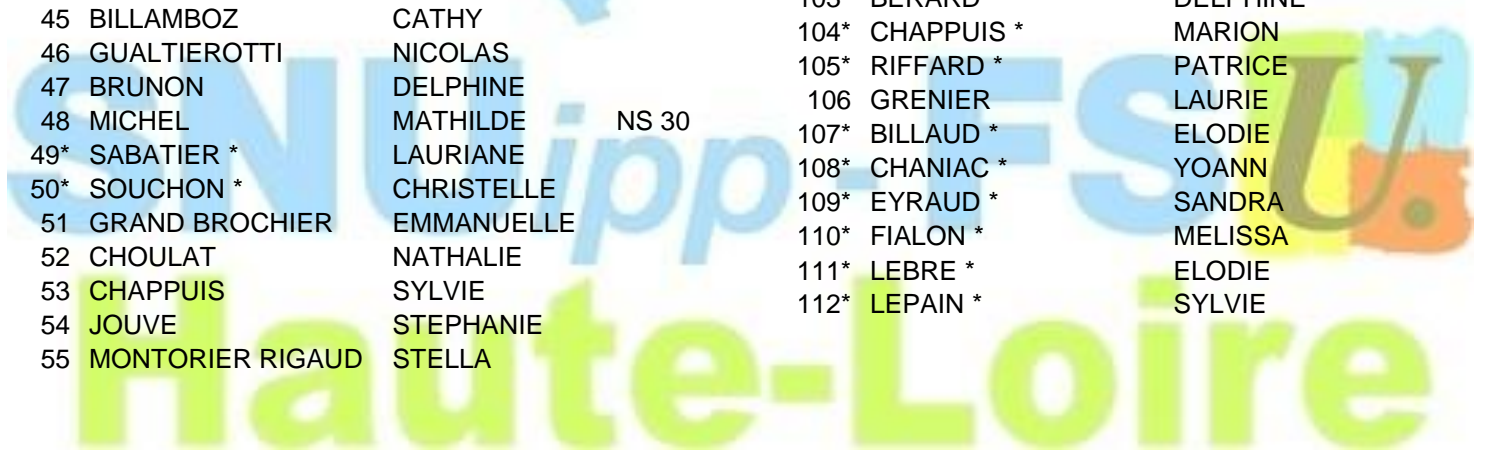 45 BILLAMBOZ CATHY
46 GUALTIEROTTI NICOLAS
47 BRUNON DELPHINE
48 MICHEL MATHILDE NS 30
49* SABATIER * LAURIANE
50* SOUCHON * CHRISTELLE
51 GRAND BROCHIER EMMANUELLE
52 CHOULAT NATHALIE
53 CHAPPUIS SYLVIE
54 JOUVE STEPHANIE
55 MONTORIER RIGAUD STELLA
103 BERARD DELPHINE
104* CHAPPUIS * MARION
105* RIFFARD * PATRICE
106 GRENIER LAURIE
107* BILLAUD * ELODIE
108* CHANIAC * YOANN
109* EYRAUD * SANDRA
110* FIALON * MELISSA
111* LEBRE * ELODIE
112* LEPAIN * SYLVIE
SNUipp-FSU.
Haute-Loire